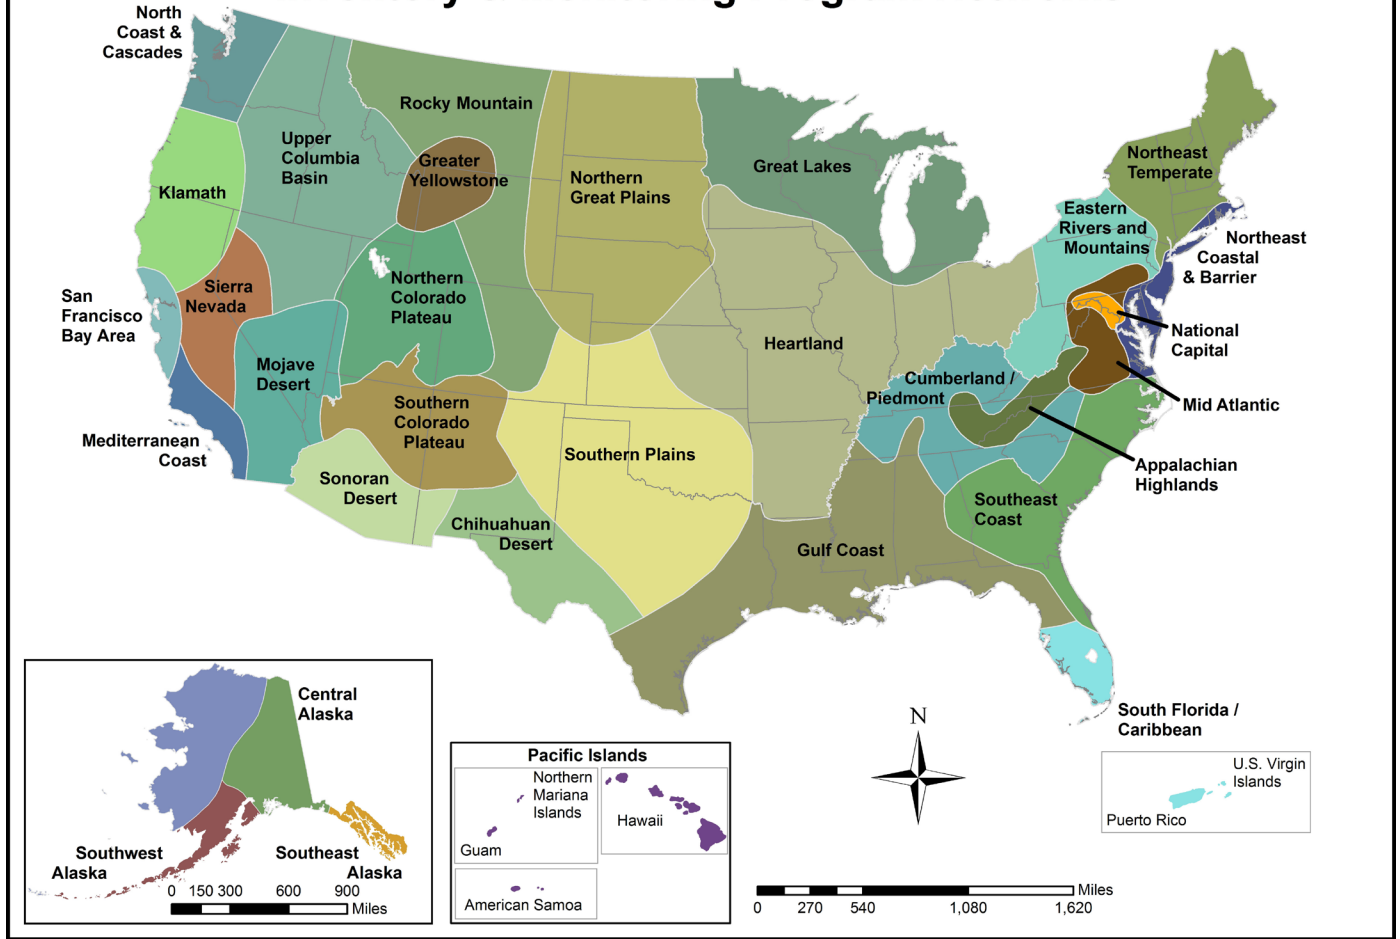 North
Coast &
Cascades
Rocky Mountain
Upper
Columbia
Basin
Greater
Yellowstone
Klamath
Northern
Great Plains
Great Lakes
Northeast
Temperate
Eastern
Rivers and
Mountains
Northeast
Coastal
& Barrier
San
Francisco
Bay Area
Sierra
Nevada
Northern
Colorado
Plateau
National
Capital
Heartland
Mojave
Desert
Cumberland /
Piedmont
Mid Atlantic
Southern
Colorado
Plateau
Mediterranean
Coast
Southern Plains
Appalachian
Highlands
Sonoran
Desert
Southeast
Coast
Chihuahuan
Desert
Gulf Coast
South Florida /
Caribbean
Central
Alaska
Southwest
Alaska
Southeast
Alaska
0 150 300 600 900
Miles
Pacific Islands
Northern
Mariana
Islands
Guam
Hawaii
American Samoa
N
U.S. Virgin
Islands
Puerto Rico
Miles
0 270 540 1,080 1,620